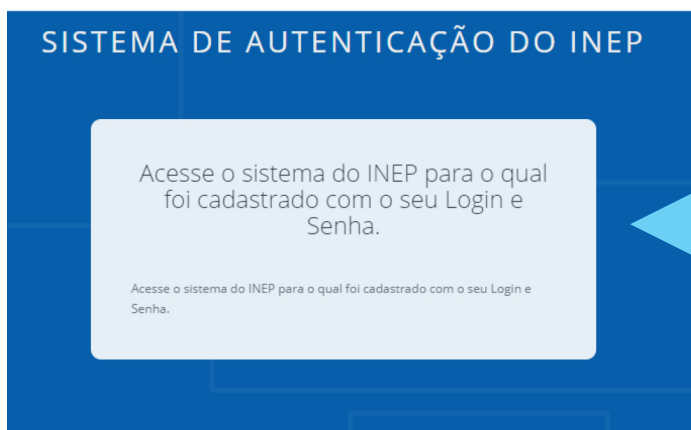 SISTEMA DE AUTENTICAÇÃO DO INEP
Acesse o sistema do INEP para o qual
foi cadastrado com o seu Login e
Senha.
Acesse o sistema do INEP para o qual foi cadastrado com o seu Login e
Senha.